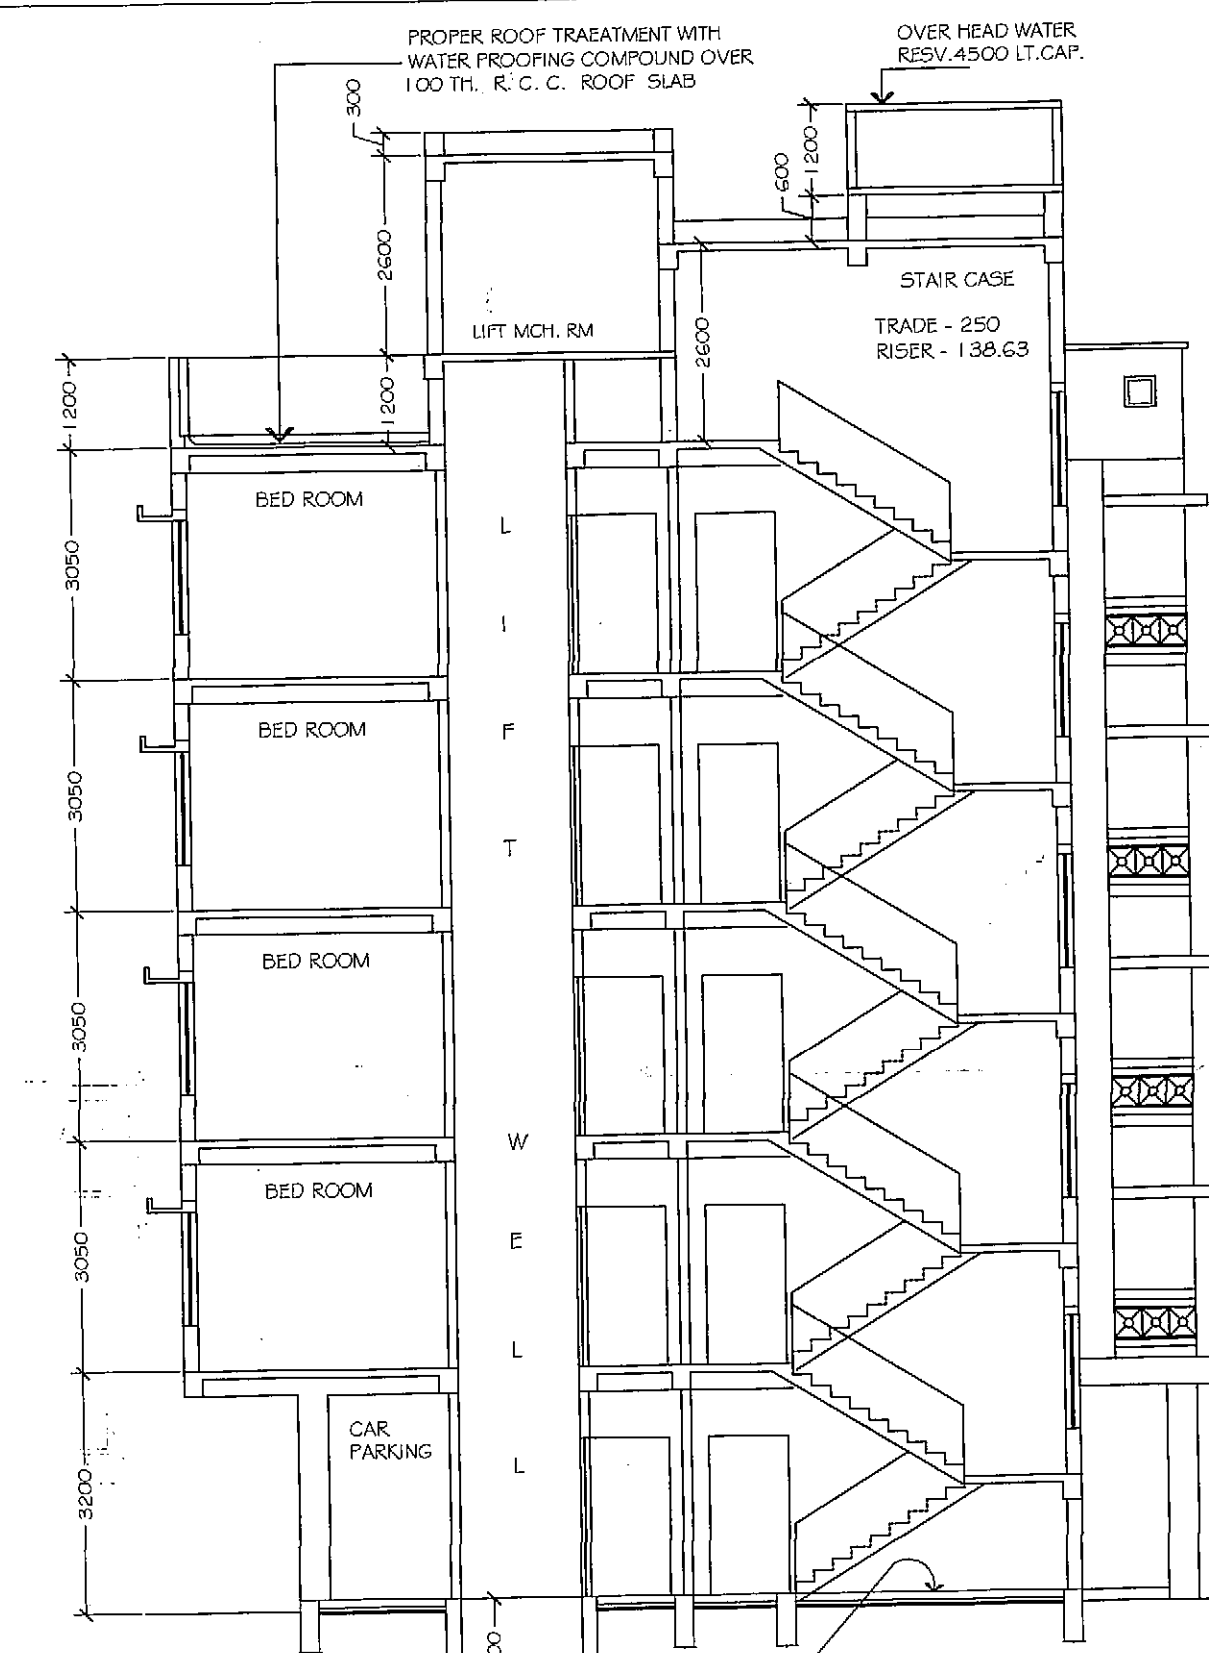 PROPER ROOF TRAEATMENT WITH
WATER PROOFING COMPOUND OVER
100 TH. R. C. C. ROOF SLAB
OVER HEAD WATER
RESV.4500 LT.CAP.
300
2600
1200
600
1200
2600
STAIR CASE
TRADE - 250
RISER - 138.63
LIFT MCH. RM
1200
3050
3050
3050
3050
3200
BED ROOM
BED ROOM
BED ROOM
BED ROOM
CAR
PARKING
L
I
F
T
W
E
L
L